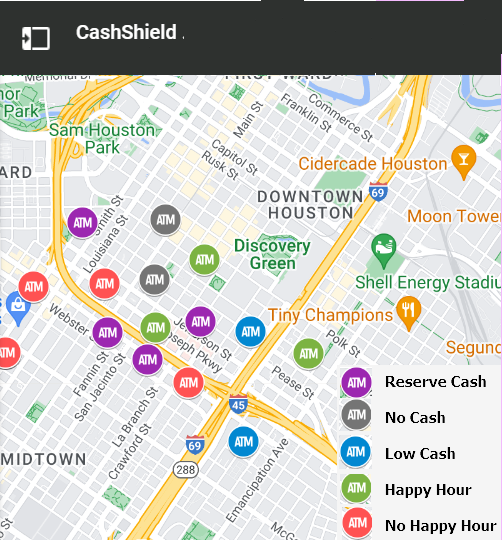 CashShield .
FIRST WARD
Memorial Dr
Park
Sam Houston
Park
Main St
Commerce St
Franklin St
Capitol St
Rusk St
Cidercade Houston
ARD
DOWNTOWN
HOUSTON
69
Moon Tower
ATM
Smith St
Louisiana St
ATM
Discovery
Green
ATM
Shell Energy Stadiu
ATM
ATM
ATM
Tiny Champions
Webster St
ATM
ATM
ATM
Jefferson St
ATM
St Joseph Pkwy
Polk St
Segund
ATM
ATM
ATM
ATM
Fannin St
San Jacinto St
Pease St
La Branch St
Crawford St
45
69
ATM
MIDTOWN
288
Emancipation Ave
McG
ATM Reserve Cash
ATM No Cash
ATM Low Cash
ATM Happy Hour
ATM No Happy Hour